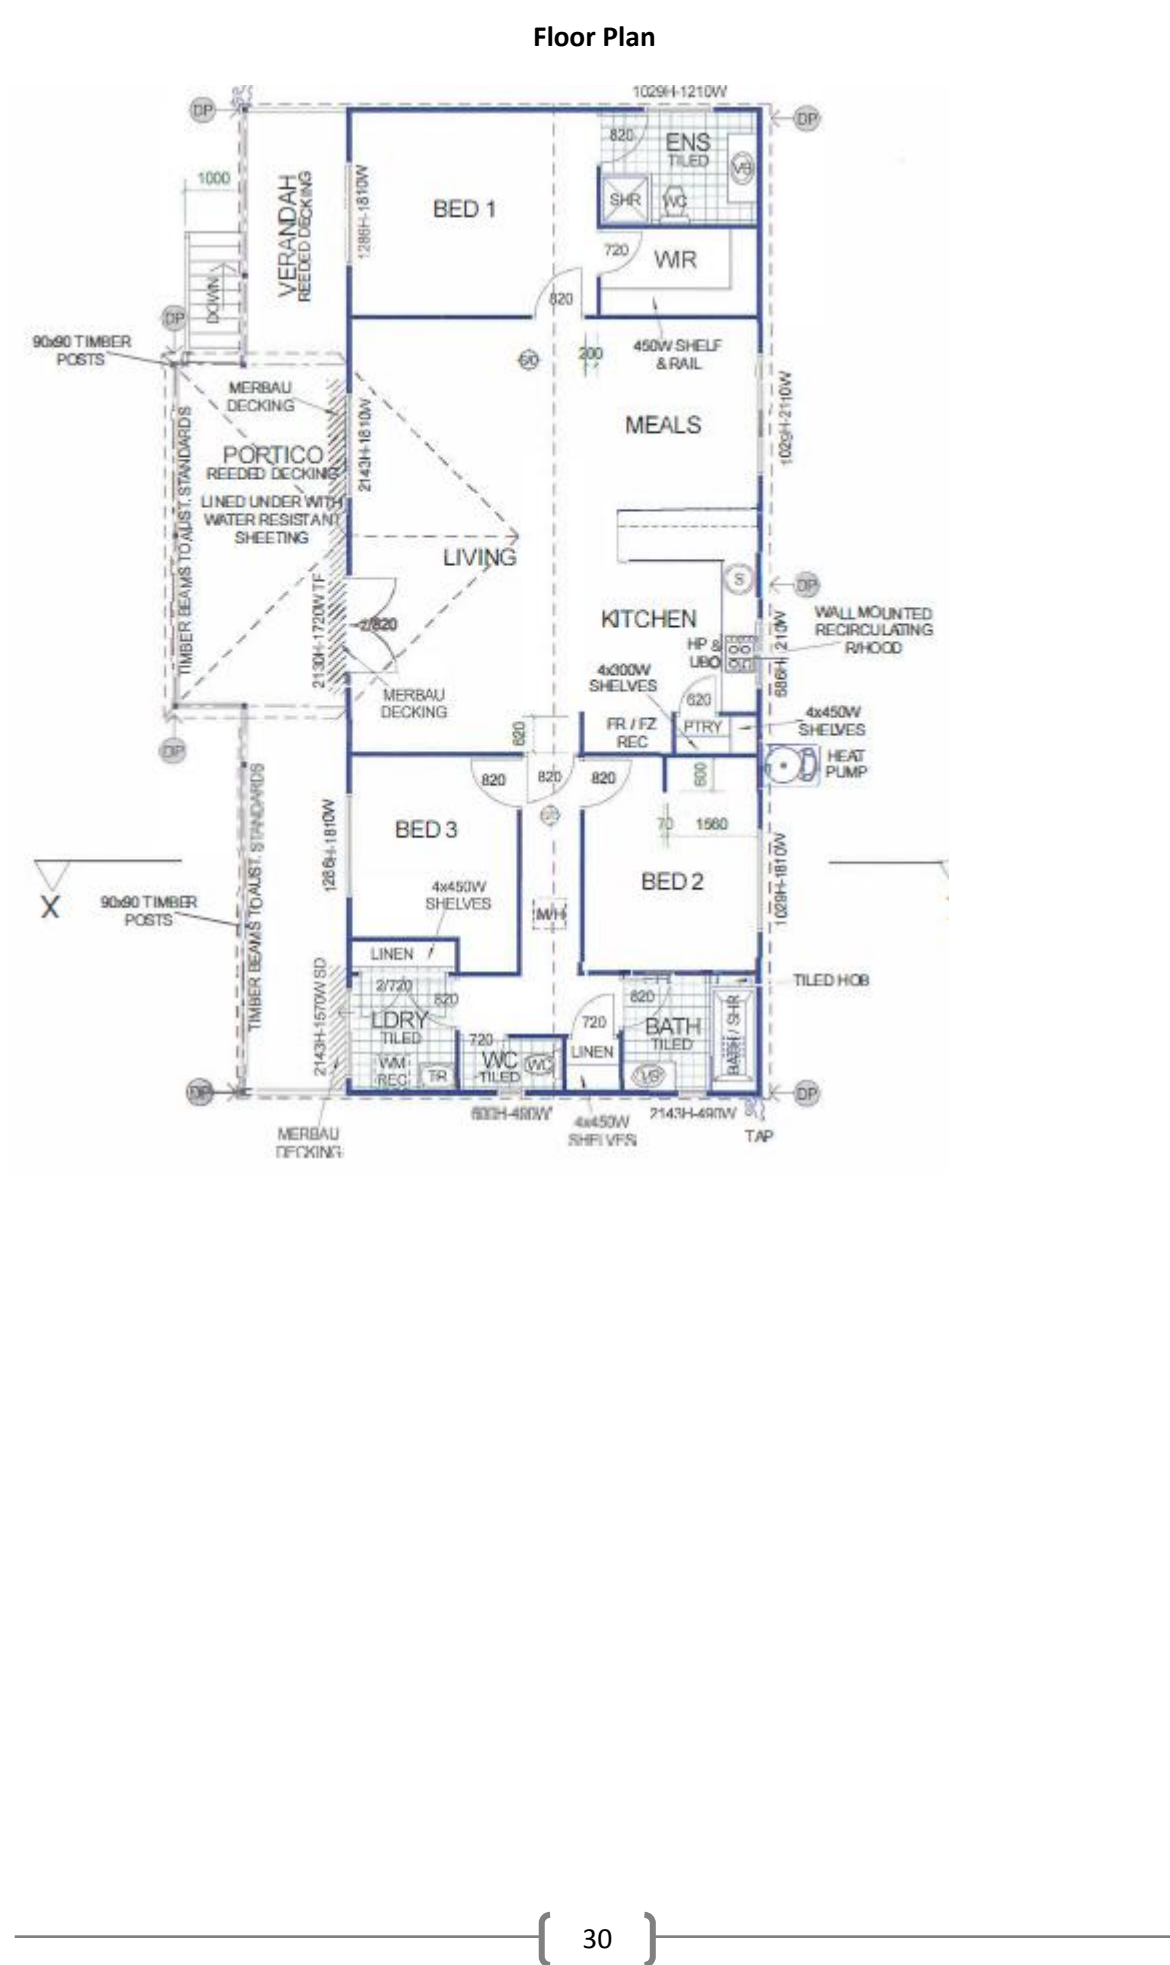 Floor Plan
1029H-1210W
DP
DP
820
ENS
TILED
VB
1000
VERANDAH
REEDED DECKING
1286H-1810W
BED 1
SHR
WC
720
WIR
DOWN
820
DP
90x90 TIMBER
POSTS
200
450W SHELF
& RAIL
MERBAU
DECKING
2143H-1810W
MEALS
1029H-2110W
PORTICO
REEDED DECKING
LINED UNDER WITH
WATER RESISTANT
SHEETING
TIMBER BEAMS TO AUST. STANDARDS
LIVING
S
DP
KITCHEN
WALL MOUNTED
RECIRCULATING
R/HOOD
2130H-1720W TF
2/820
HP &
UBO
686H-1210W
4x300W
SHELVES
MERBAU
DECKING
620
4x450W
SHELVES
FR / FZ
REC
PTRY
620
DP
HEAT
PUMP
820
820
820
600
BED 3
70
1560
1286H-1810W
TIMBER BEAMS TO AUST. STANDARDS
BED 2
1029H-1810W
X
90x90 TIMBER
POSTS
4x450W
SHELVES
M/H
LINEN
TILED HOB
2143H-1570W SD
2/720
820
820
LDRY
TILED
720
720
BATH
TILED
BATH / SHR
WM
REC
TR
WC
TILED
WC
LINEN
VB
DP
DP
600H-490W
2143H-490W
4x450W
SHELVES
TAP
MERBAU
DECKING
30